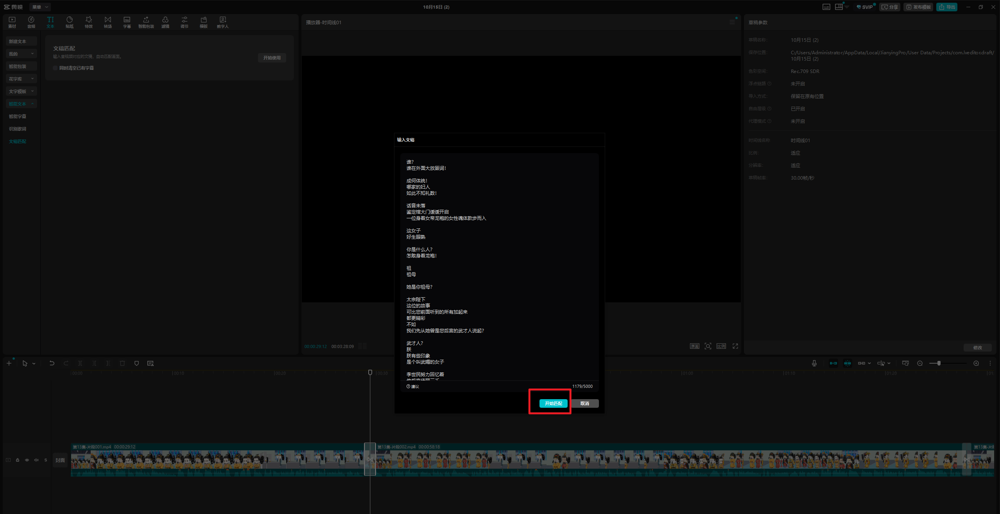 剪映
菜单
10月15日 (2)
SVIP
分享
发布模板
导出
素材
音频
TI
文本
贴纸
特效
转场
字幕
智能包装
滤镜
调节
模板
数字人
播放器-时间线01
草稿参数
新建文本
我的
智能包装
花字库
文字模板
智能文本
智能字幕
识别歌词
文稿匹配
文稿匹配
输入音视频对应的文稿，自动匹配画面。
开始使用
同时清空已有字幕
草稿名称：
10月15日 (2)
保存位置：
C:/Users/Administrator/AppData/Local/JianyingPro/User Data/Projects/com.lveditor.draft/
10月15日 (2)
色彩空间：
Rec.709 SDR
浮点链路
未开启
导入方式：
保留在原有位置
自由层级
已开启
代理模式
未开启
时间线名称
时间线01
比例：
适应
分辨率：
适应
草稿帧率：
30.00帧/秒
修改
输入文稿
谁？
谁在外面大放厥词！
成何体统！
哪家的妇人
如此不知礼数！
话音未落
鉴定馆大门缓缓开启
一位身着女帝龙袍的女性魂体款步而入
这女子
好生眼熟
你是什么人？
怎敢身着龙袍！
祖
祖母
她是你祖母？
太宗陛下
这位的故事
可比您前面听到的所有加起来
都更精彩
不如
我们先从她曾是您后宫的武才人说起？
武才人？
朕
朕有些印象
是个叫武媚的女子
李世民努力回忆着
建议
1179/5000
开始匹配
取消
00:00:29:12
00:03:28:09
原画
比例
00:00
00:10
00:20
00:30
01:00
01:10
01:20
第13集-片段001.mp4
00:00:29:12
第13集-片段002.mp4
00:00:58:18
第13集-片
S
封面